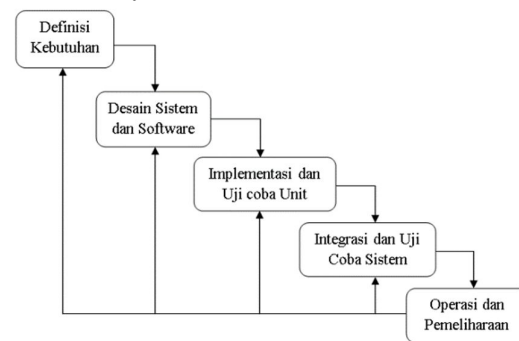 Definisi
Kebutuhan
Desain Sistem
dan Software
Implementasi dan
Uji coba Unit
Integrasi dan Uji
Coba Sistem
Operasi dan
Pemeliharaan